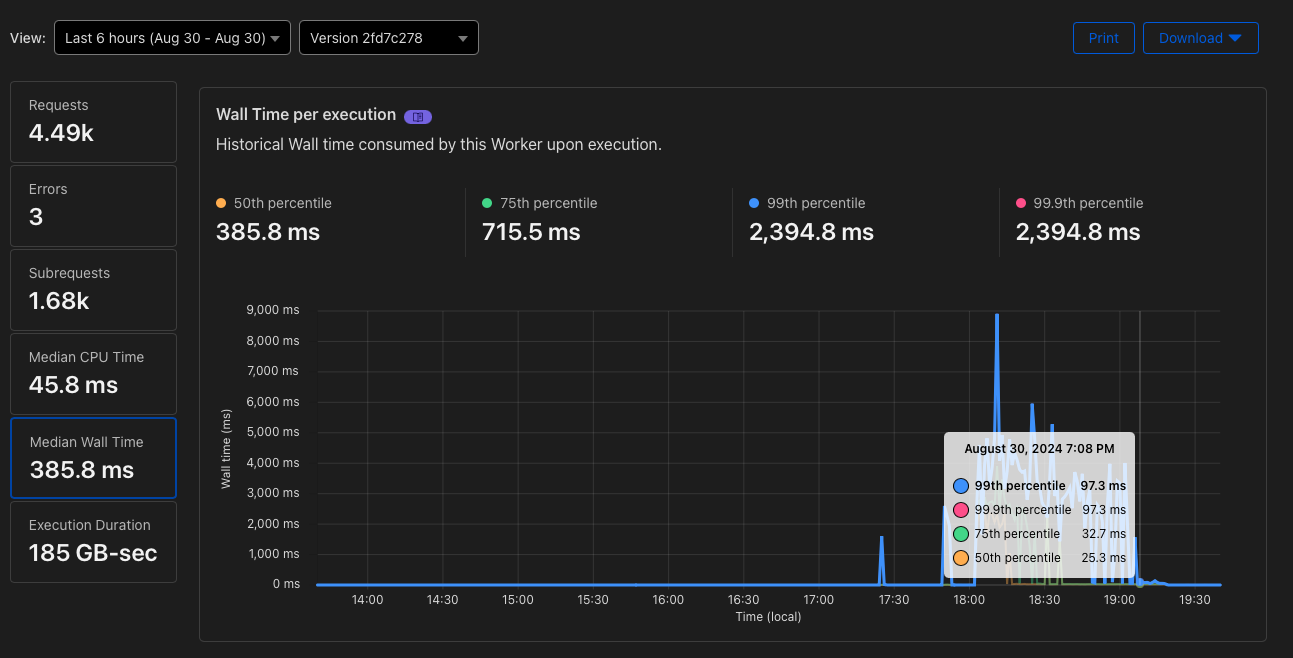 View: Last 6 hours (Aug 30 - Aug 30) Version 2fd7c278 Print Download
Requests
4.49k
Errors
3
Subrequests
1.68k
Median CPU Time
45.8 ms
Median Wall Time
385.8 ms
Execution Duration
185 GB-sec
Wall Time per execution
Historical Wall time consumed by this Worker upon execution.
50th percentile
385.8 ms
75th percentile
715.5 ms
99th percentile
2,394.8 ms
99.9th percentile
2,394.8 ms
Wall time (ms)
9,000 ms
8,000 ms
7,000 ms
6,000 ms
5,000 ms
4,000 ms
3,000 ms
2,000 ms
1,000 ms
0 ms
August 30, 2024 7:08 PM
99th percentile 97.3 ms
99.9th percentile 97.3 ms
75th percentile 32.7 ms
50th percentile 25.3 ms
14:00 14:30 15:00 15:30 16:00 16:30 17:00 17:30 18:00 18:30 19:00 19:30
Time (local)